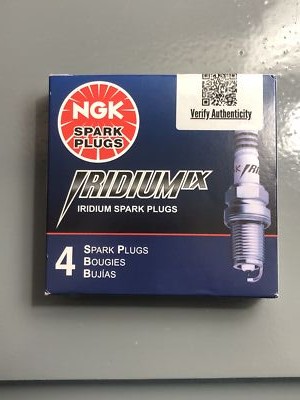 Verify Authenticity
NGK
SPARK
PLUGS
IRIDIUM IX
IRIDIUM SPARK PLUGS
4 SPARK PLUGS
BOUGIES
BUJÍAS